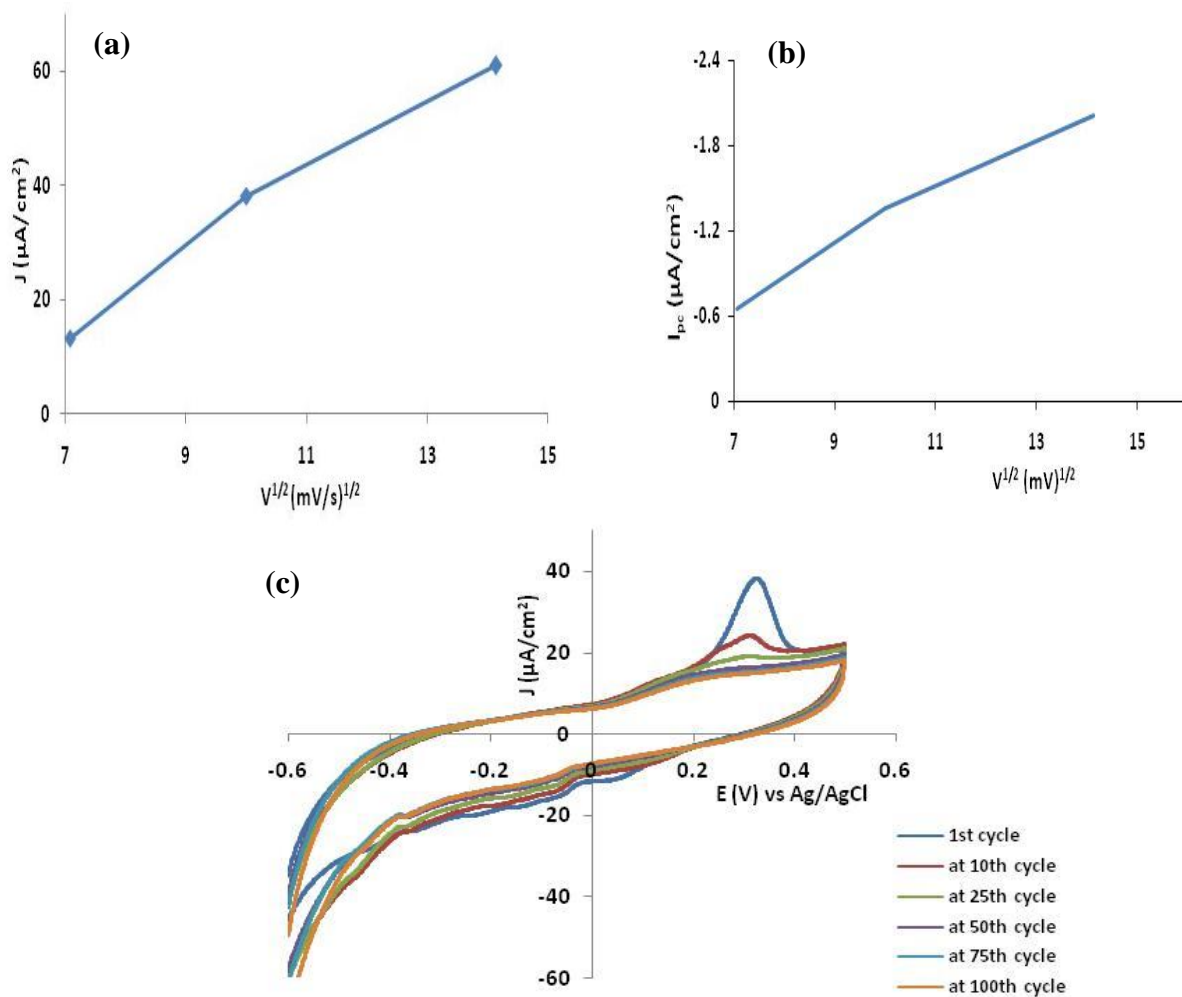 (a)
60
40
20
0
J (µA/cm²)
7 9 11 13 15
V¹/² (mV/s)¹/²
(b)
-2.4
-1.8
-1.2
-0.6
0
Iₚc (µA/cm²)
7 9 11 13 15
V¹/² (mV)¹/²
(c)
J (µA/cm²)
40
20
0
-0.6 -0.4 -0.2 0 0.2 0.4 0.6
E (V) vs Ag/AgCl
-20
-40
-60
1st cycle
at 10th cycle
at 25th cycle
at 50th cycle
at 75th cycle
at 100th cycle